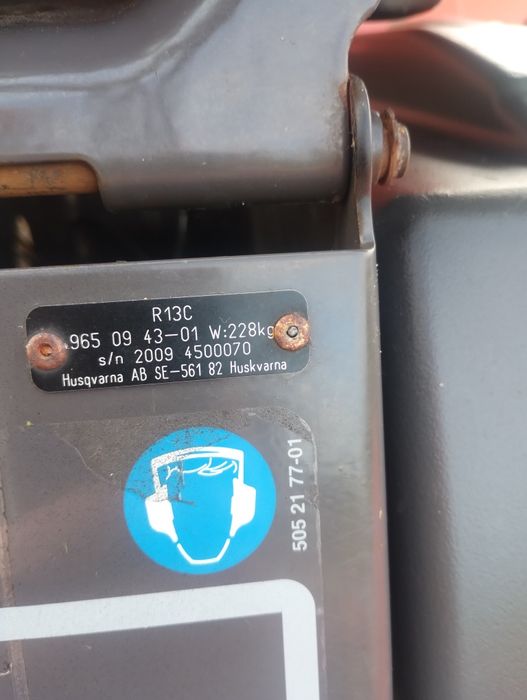 R13C
965 09 43-01 W:228kg
s/n 2009 4500070
Husqvarna AB SE-561 82 Huskvarna
505 21 77-01